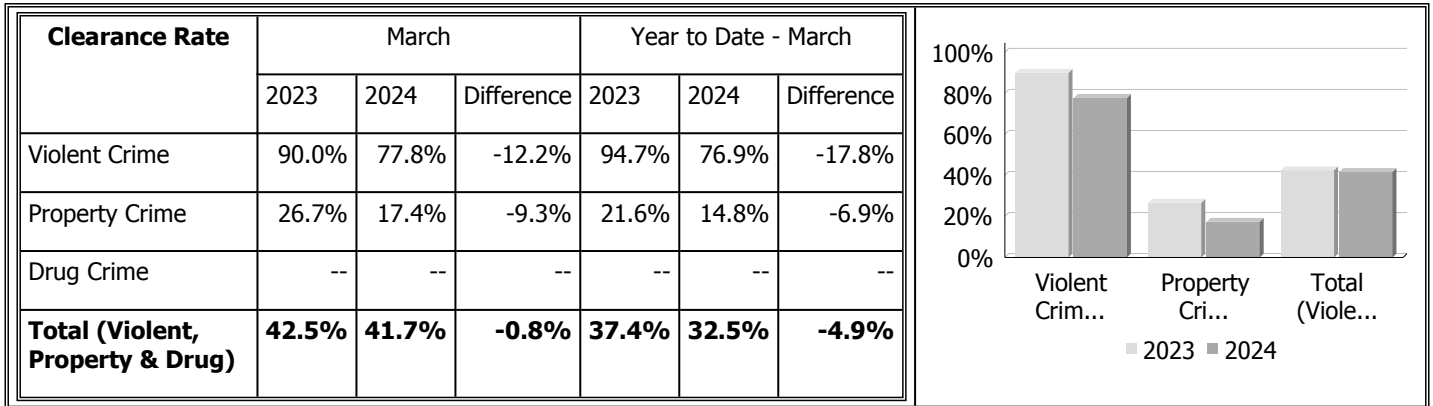 Clearance Rate March Year to Date - March
2023 2024 Difference 2023 2024 Difference
Violent Crime 90.0% 77.8% -12.2% 94.7% 76.9% -17.8%
Property Crime 26.7% 17.4% -9.3% 21.6% 14.8% -6.9%
Drug Crime -- -- -- -- -- --
Total (Violent, 42.5% 41.7% -0.8% 37.4% 32.5% -4.9%
Property & Drug)
100%
80%
60%
40%
20%
0%
Violent Property Total
Crim... Cri... (Viole...
2023 2024